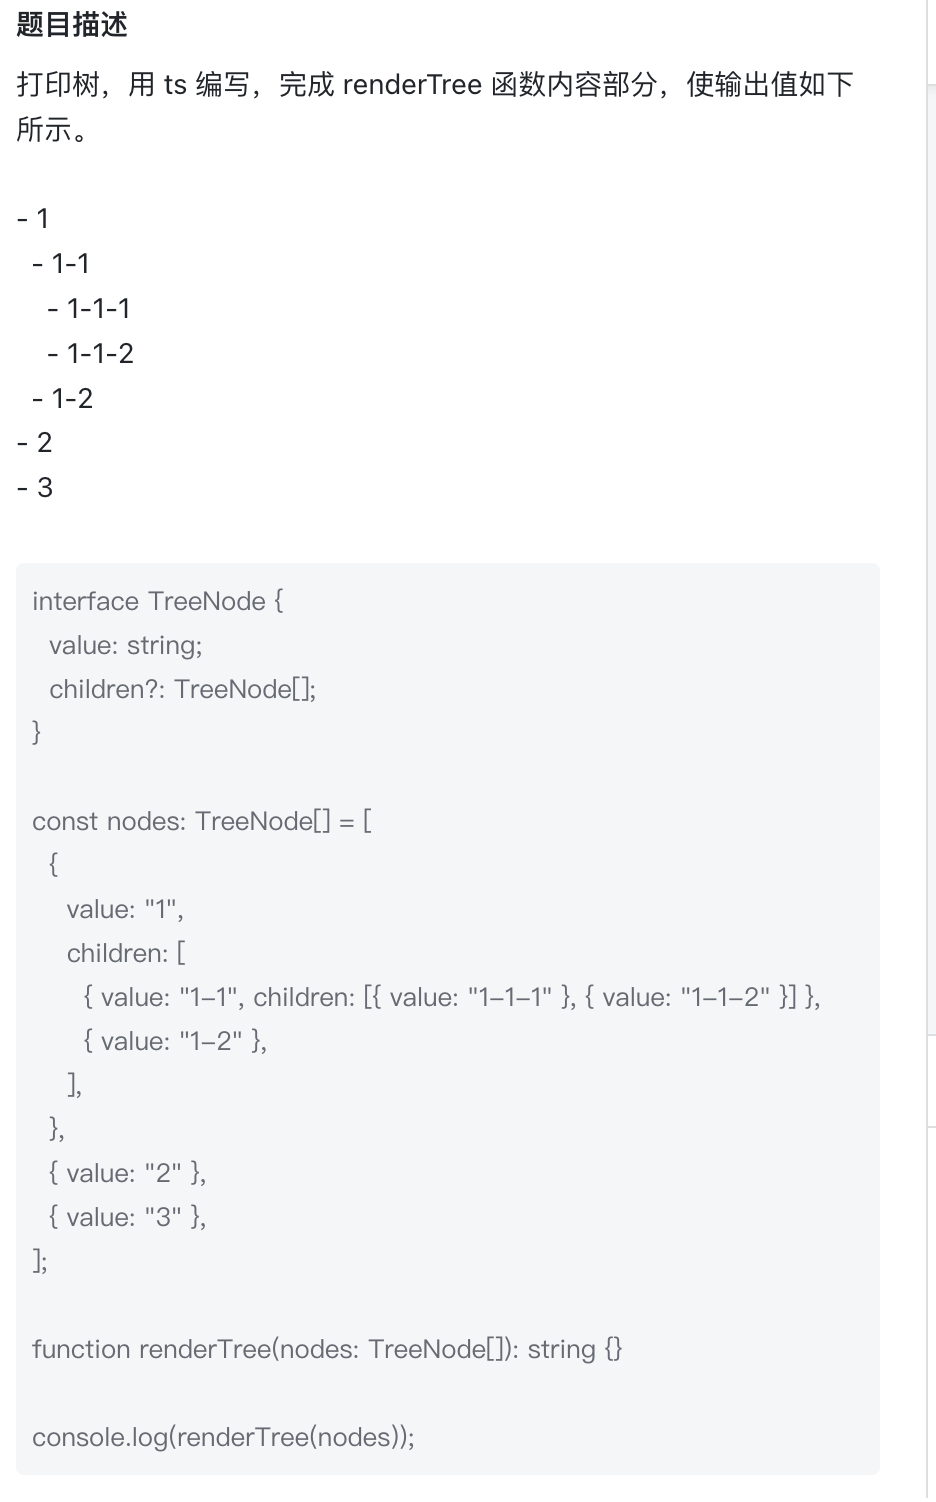 题目描述
打印树，用 ts 编写，完成 renderTree 函数内容部分，使输出值如下
所示。
- 1
  - 1-1
    - 1-1-1
    - 1-1-2
  - 1-2
- 2
- 3
interface TreeNode {
  value: string;
  children?: TreeNode[];
}
const nodes: TreeNode[] = [
  {
    value: "1",
    children: [
      { value: "1-1", children: [{ value: "1-1-1" }, { value: "1-1-2" }] },
      { value: "1-2" },
    ],
  },
  { value: "2" },
  { value: "3" },
];
function renderTree(nodes: TreeNode[]): string {}
console.log(renderTree(nodes));